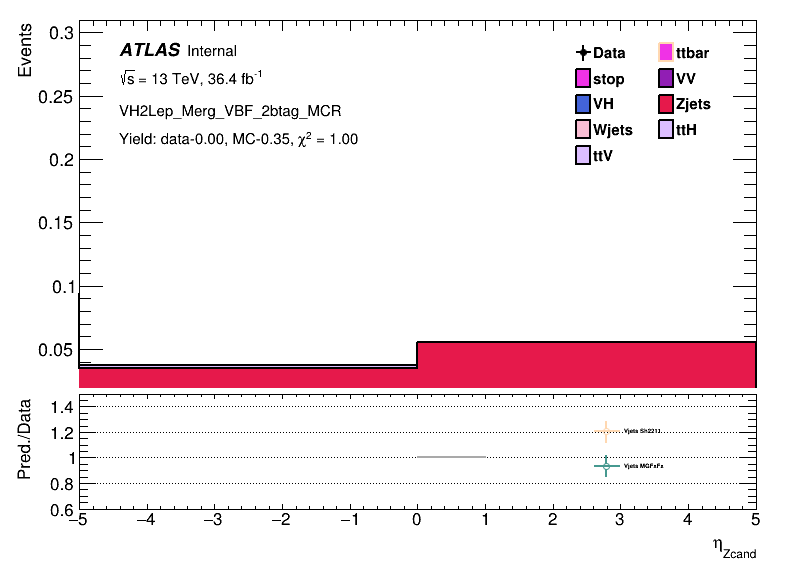 Events
0.3
0.25
0.2
0.15
0.1
0.05
ATLAS Internal
√s = 13 TeV, 36.4 fb⁻¹
VH2Lep_Merg_VBF_2btag_MCR
Yield: data-0.00, MC-0.35, χ² = 1.00
Data
ttbar
stop
VV
VH
Zjets
Wjets
ttH
ttV
Pred./Data
1.4
1.2
1
0.8
0.6
Vjets Sh2211
Vjets MGFxFx
−5 −4 −3 −2 −1 0 1 2 3 4 5
η_Zcand